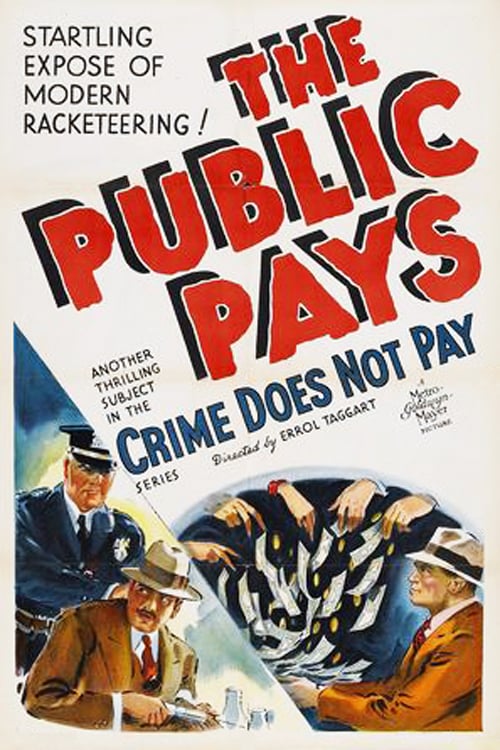 STARTLING
EXPOSE OF
MODERN
RACKETEERING!
THE
PUBLIC
PAYS
ANOTHER
THRILLING
SUBJECT
IN THE
CRIME DOES NOT PAY
SERIES
Directed by ERROL TAGGART
A
Metro-
Goldwyn-
Mayer
PICTURE